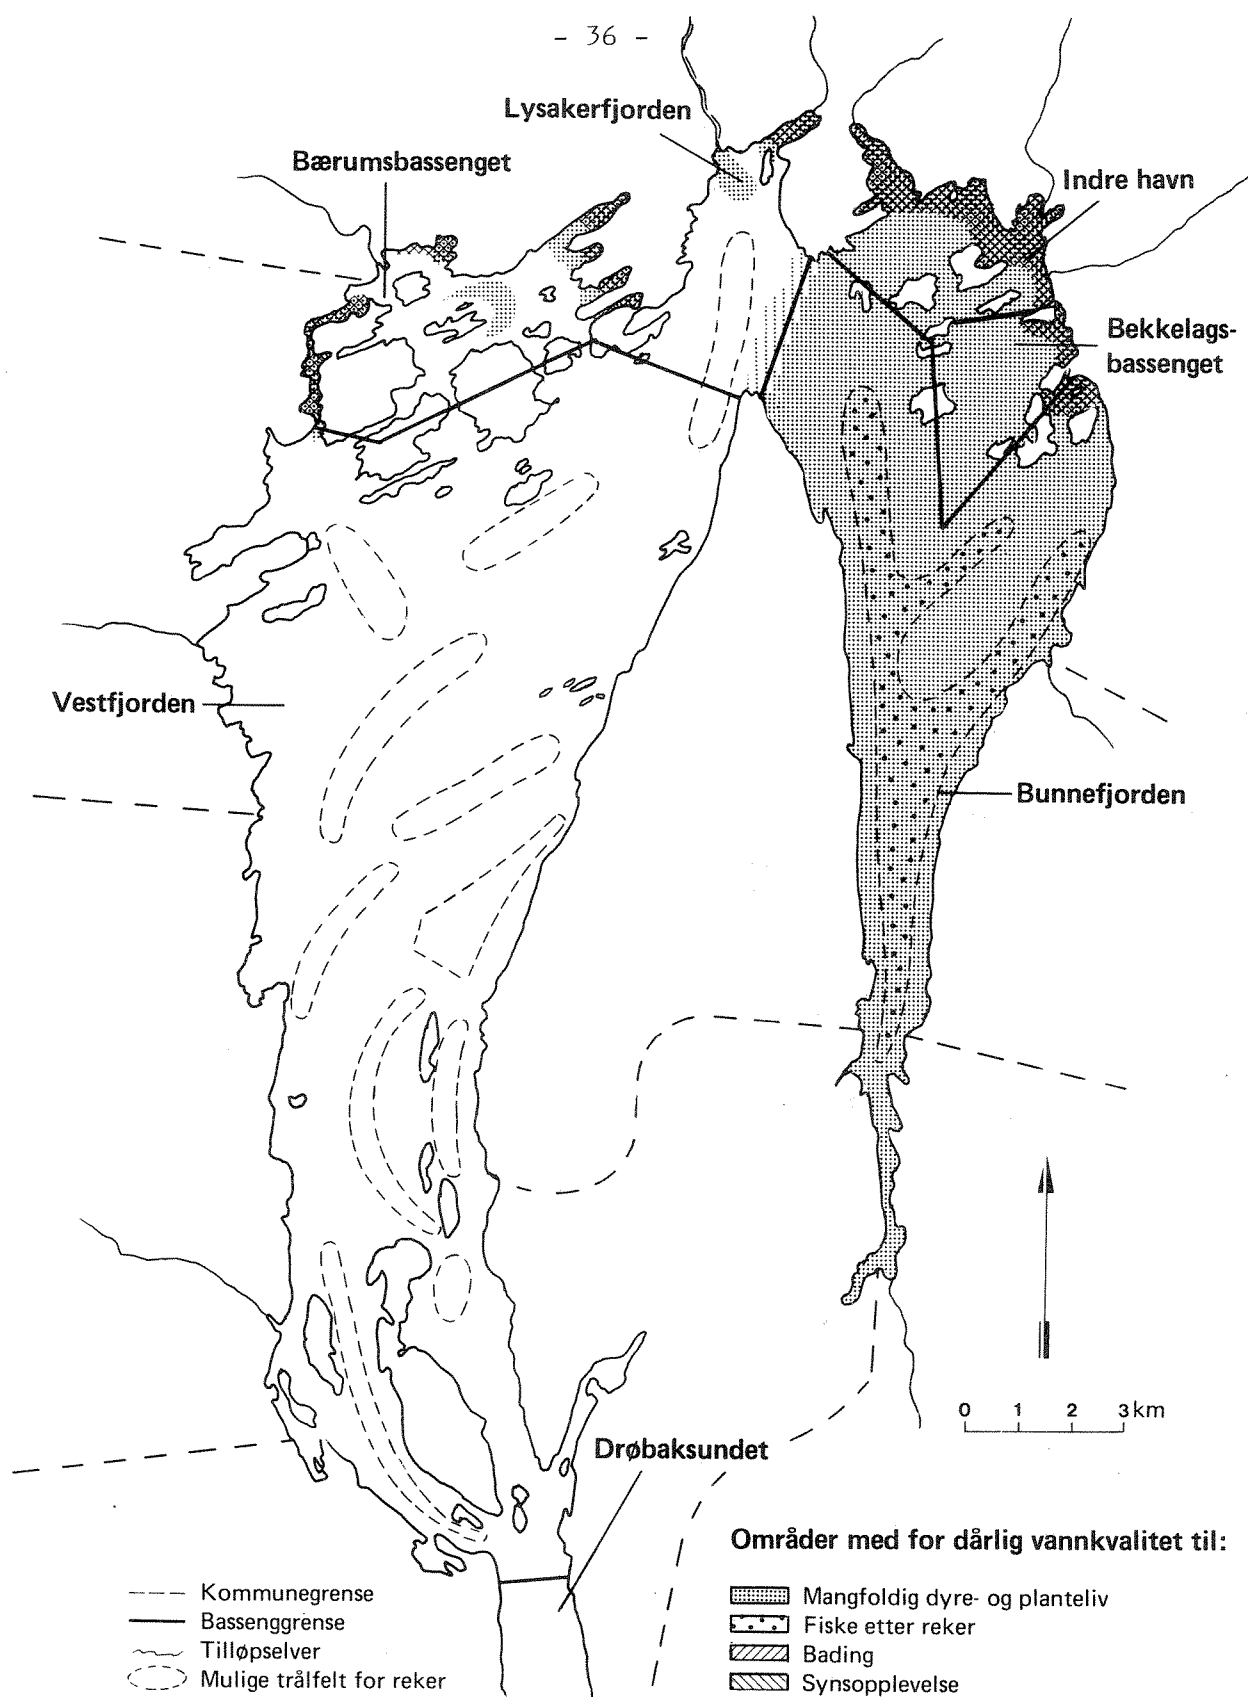 - 36 -
Lysakerfjorden
Bærumsbassenget
Indre havn
Bekkelags-
bassenget
Vestfjorden
Bunnefjorden
0 1 2 3 km
Drøbaksundet
Områder med for dårlig vannkvalitet til:
Mangfoldig dyre- og planteliv
Fiske etter reker
Bading
Synsopplevelse
Kommunegrense
Bassenggrense
Tilløpselver
Mulige trålfelt for reker